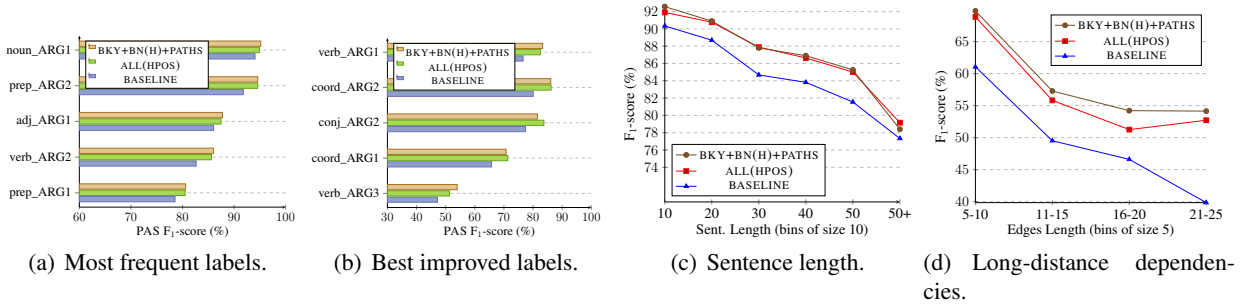 noun_ARG1
prep_ARG2
adj_ARG1
verb_ARG2
prep_ARG1
BKY+BN(H)+PATHS
ALL(HPOS)
BASELINE
60 70 80 90 100
PAS F1-score (%)
(a) Most frequent labels.
verb_ARG1
coord_ARG2
conj_ARG2
coord_ARG1
verb_ARG3
BKY+BN(H)+PATHS
ALL(HPOS)
BASELINE
30 40 50 60 70 80 90 100
PAS F1-score (%)
(b) Best improved labels.
92
90
88
86
84
82
80
78
76
74
F1-score (%)
BKY+BN(H)+PATHS
ALL(HPOS)
BASELINE
10 20 30 40 50 50+
Sent. Length (bins of size 10)
(c) Sentence length.
65
60
55
50
45
40
F1-score (%)
BKY+BN(H)+PATHS
ALL(HPOS)
BASELINE
5-10 11-15 16-20 21-25
Edges Length (bins of size 5)
(d) Long-distance dependen-
cies.